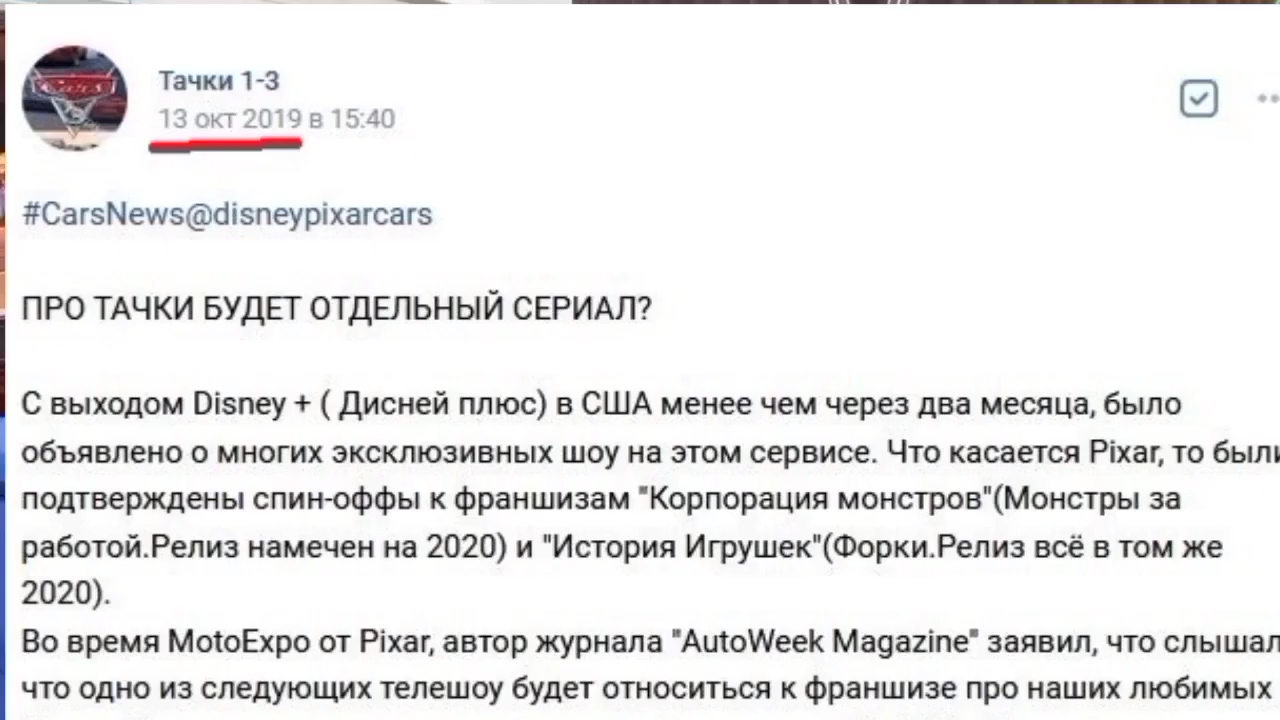 Тачки 1-3
13 окт 2019 в 15:40
#CarsNews@disneypixarcars
ПРО ТАЧКИ БУДЕТ ОТДЕЛЬНЫЙ СЕРИАЛ?
С выходом Disney + ( Дисней плюс) в США менее чем через два месяца, было
объявлено о многих эксклюзивных шоу на этом сервисе. Что касается Pixar, то были
подтверждены спин-оффы к франшизам "Корпорация монстров"(Монстры за
работой.Релиз намечен на 2020) и "История Игрушек"(Форки.Релиз всё в том же
2020).
Во время MotoExpo от Pixar, автор журнала "AutoWeek Magazine" заявил, что слышал
что одно из следующих телешоу будет относиться к франшизе про наших любимых